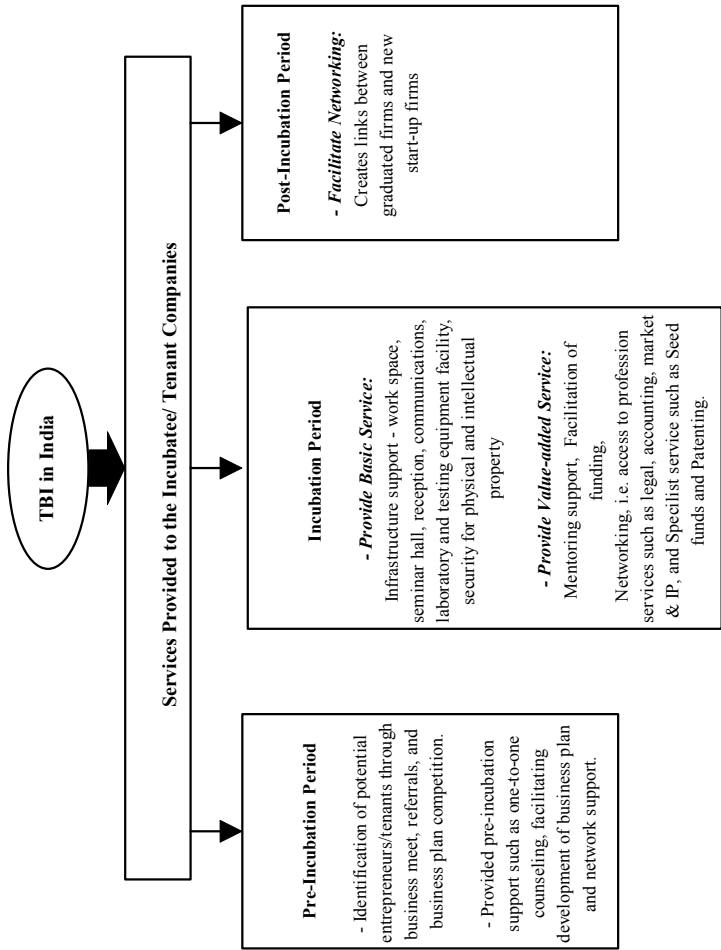 TBI in India
Services Provided to the Incubatee/ Tenant Companies
Pre-Incubation Period
- Identification of potential
entrepreneurs/tenants through
business meet, referrals, and
business plan competition.
- Provided pre-incubation
support such as one-to-one
counseling, facilitating
development of business plan
and network support.
Incubation Period
- Provide Basic Service:
Infrastructure support - work space,
seminar hall, reception, communications,
laboratory and testing equipment facility,
security for physical and intellectual
property
- Provide Value-added Service:
Mentoring support, Facilitation of
funding,
Networking, i.e. access to profession
services such as legal, accounting, market
& IP, and Specilist service such as Seed
funds and Patenting.
Post-Incubation Period
- Facilitate Networking:
Creates links between
graduated firms and new
start-up firms